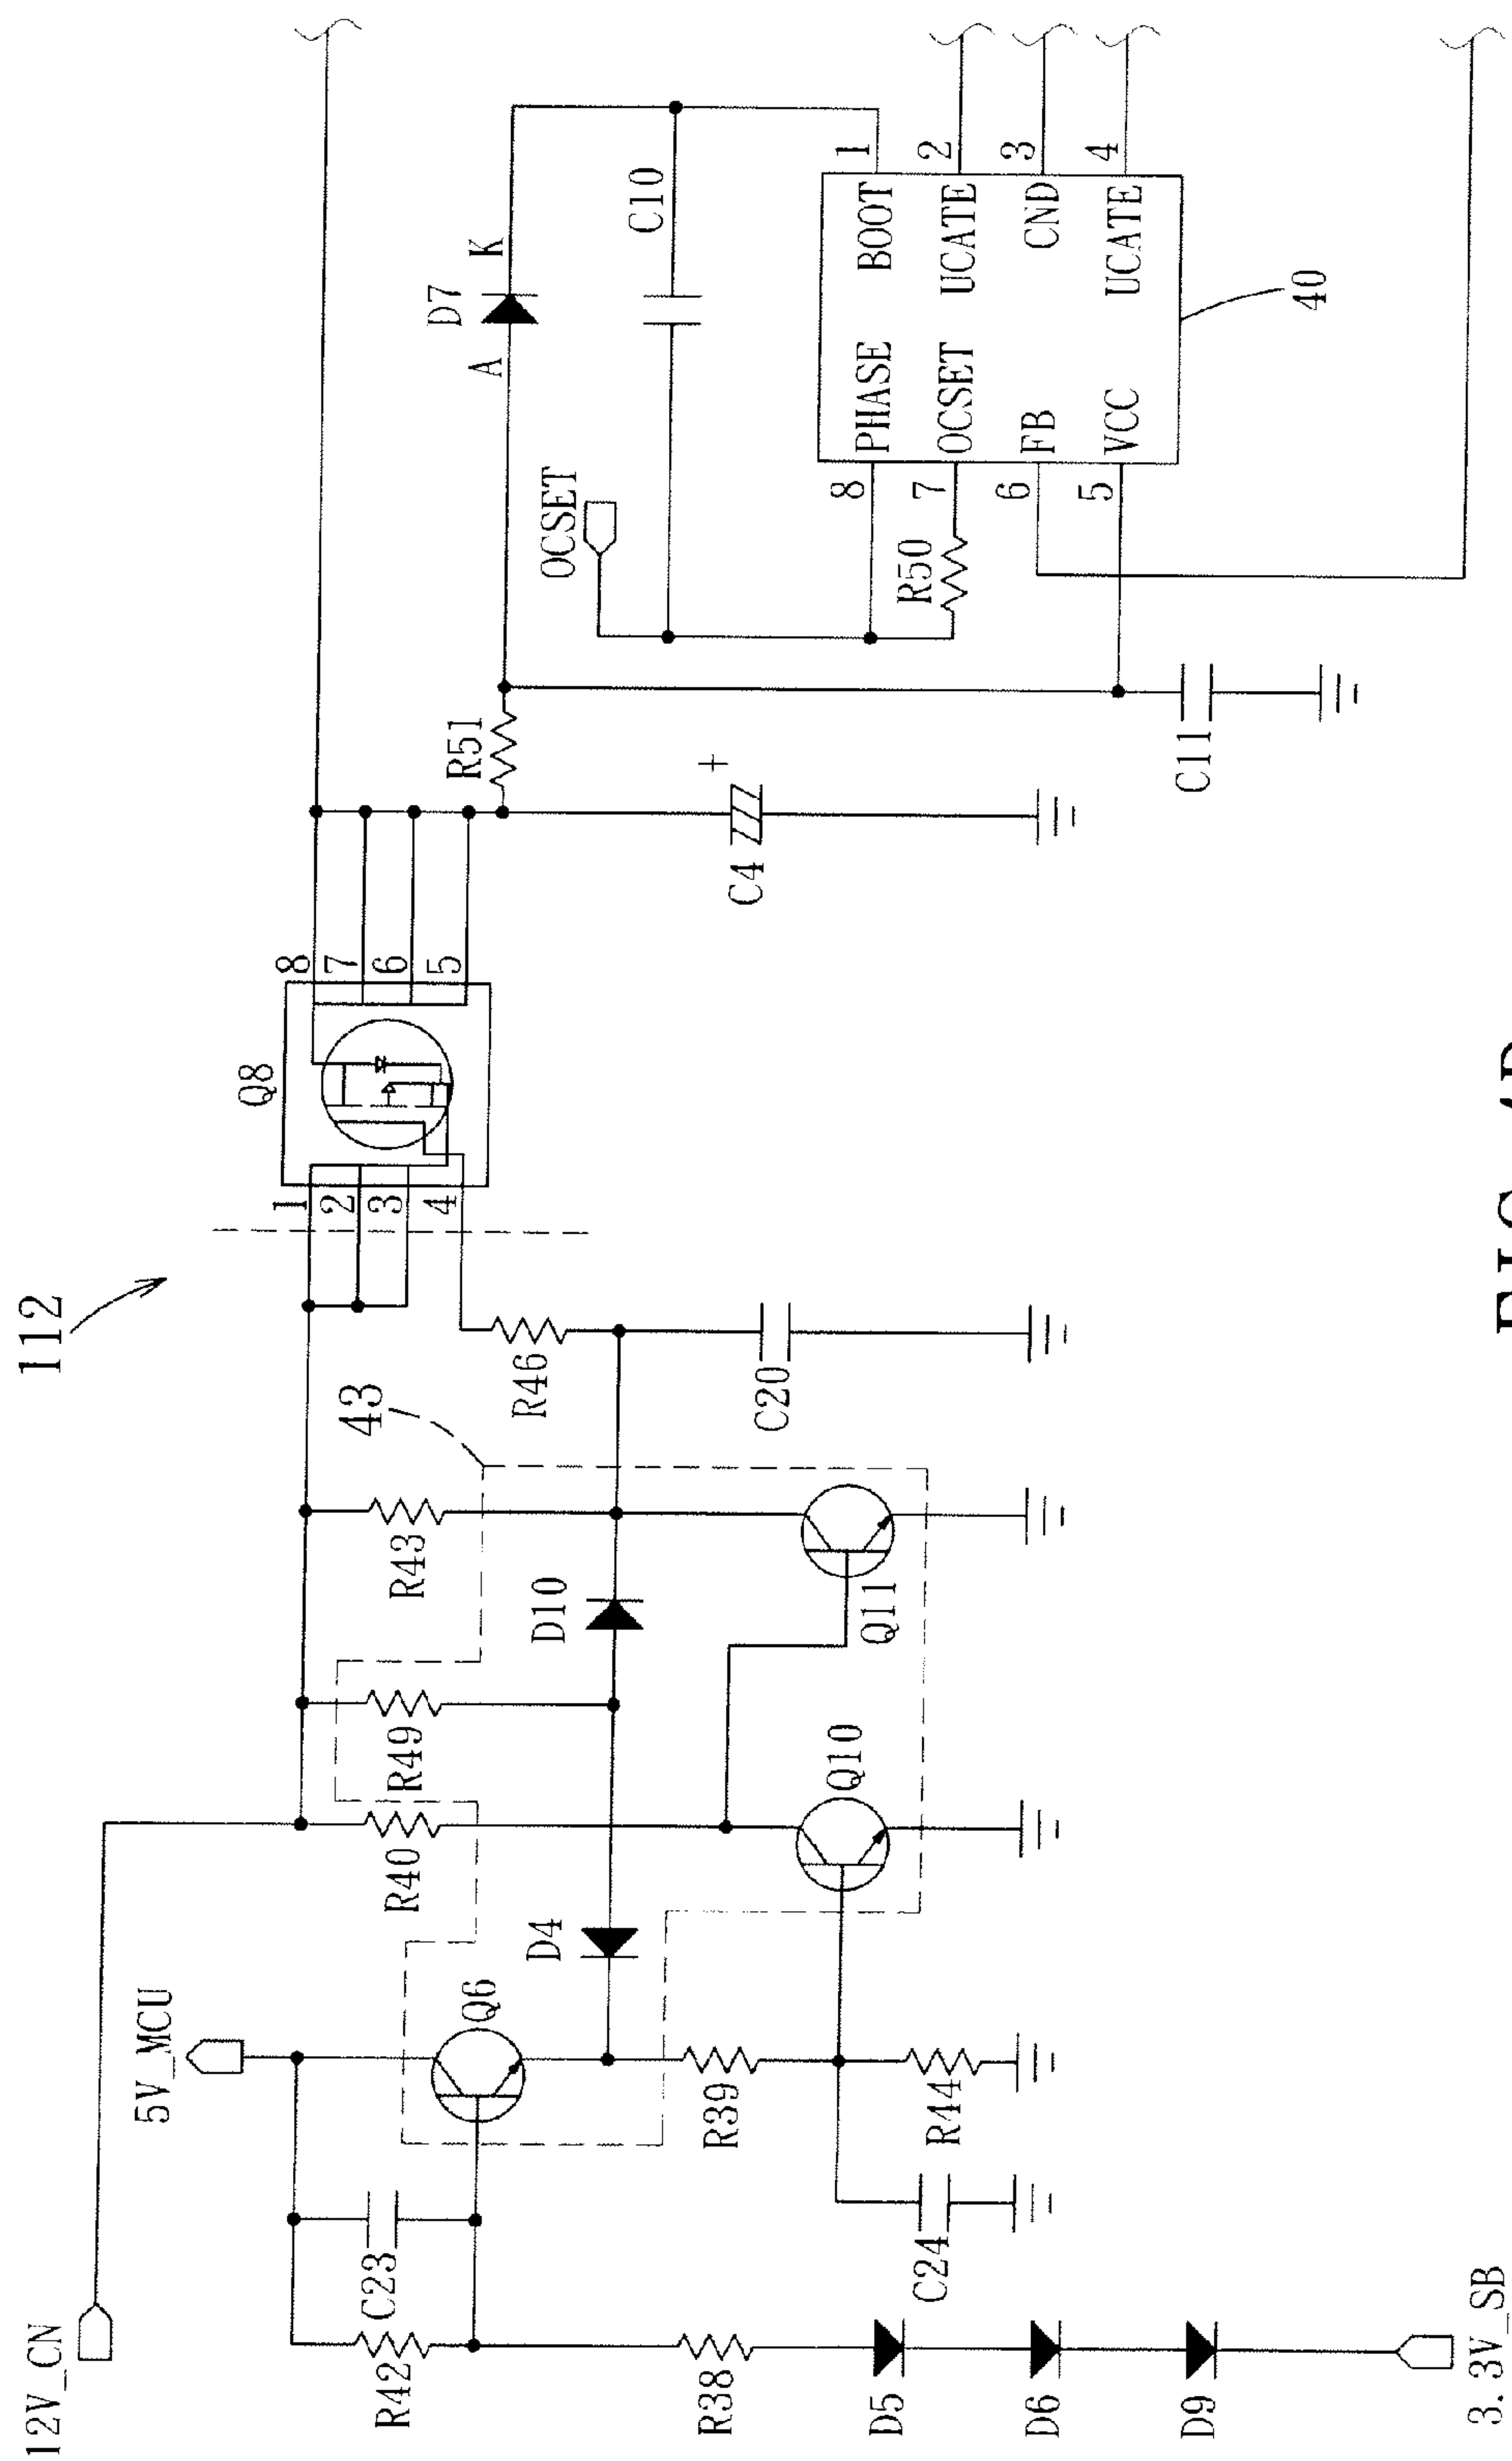 112
12V_CN
5V_MCU
Q8
1
2
3
4
8
7
6
5
43
R42
C23
Q6
R40
R49
R43
R46
D4
D10
R51
D7
A
K
OCSET
C10
R38
R39
Q10
Q11
C20
C4
+
D5
C24
R44
D6
D9
3.3V_SB
8
7
6
5
PHASE
OCSET
FB
VCC
BOOT
UCATE
CND
UCATE
1
2
3
4
R50
C11
40